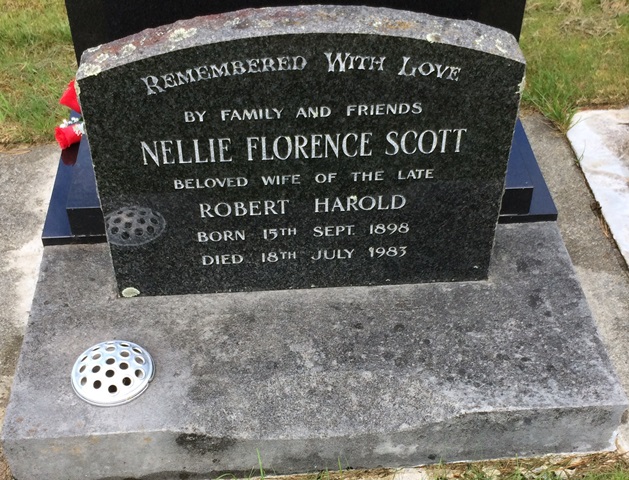 Remembered With Love
BY FAMILY AND FRIENDS
NELLIE FLORENCE SCOTT
BELOVED WIFE OF THE LATE
ROBERT HAROLD
BORN 15TH SEPT. 1898
DIED 18TH JULY 1983